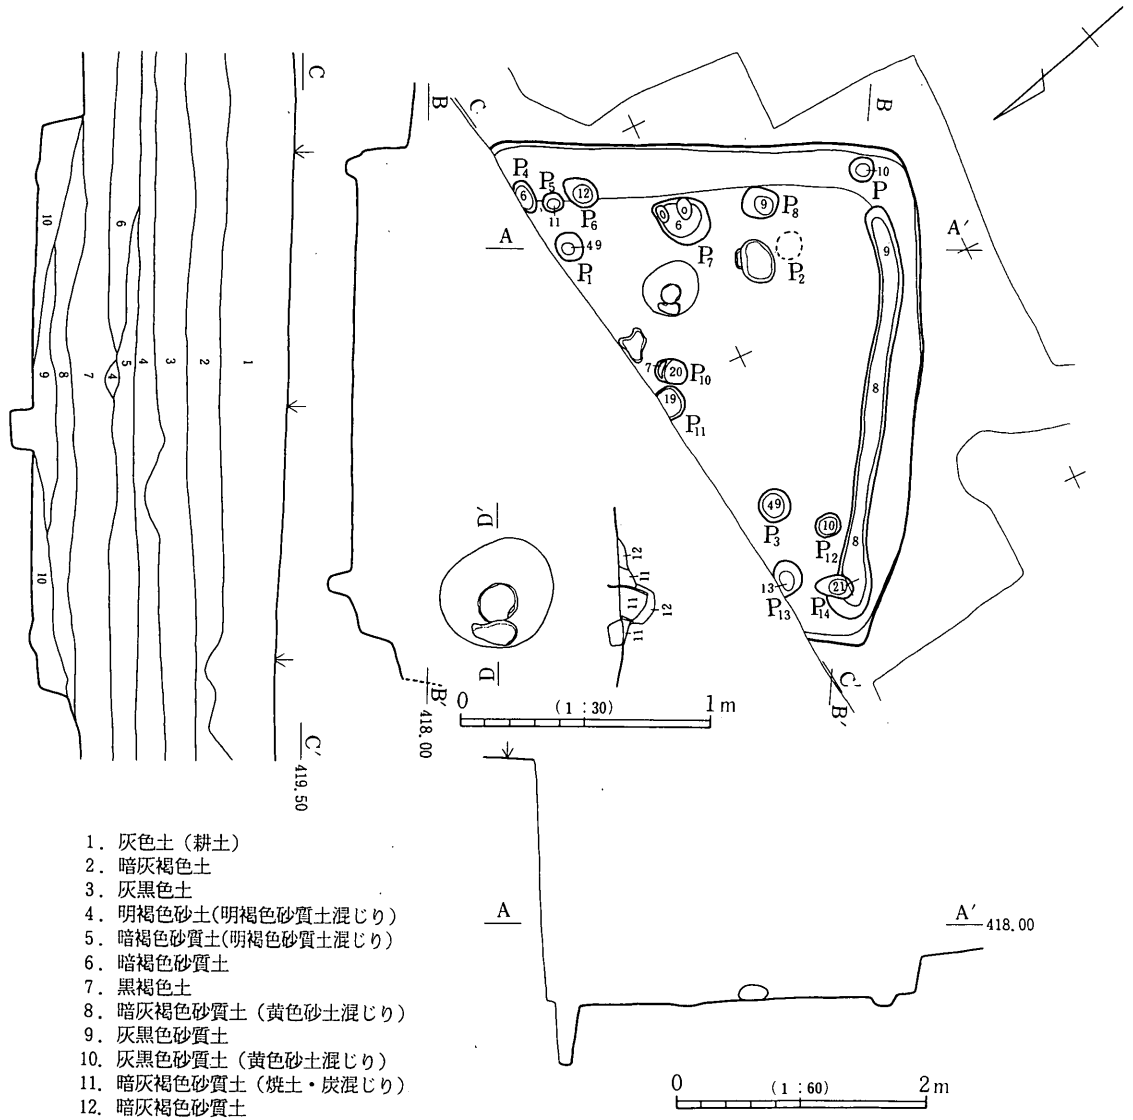 C
B
C
B
P4
6
P5
11
12
P6
A
49
P1
6
P7
9
P8
P2
10
P
A'
9
7
20
P10
19
P11
8
49
P3
10
P12
8
13
P13
21
P14
C'
B'
10
6
9
8
7
4
5
4
3
2
1
10
C'
419.50
B'
418.00
D'
D
12
11
11
12
11
0 (1 : 30) 1m
A
A' 418.00
0 (1 : 60) 2m
1. 灰色土（耕土）
2. 暗灰褐色土
3. 灰黒色土
4. 明褐色砂土(明褐色砂質土混じり)
5. 暗褐色砂質土(明褐色砂質土混じり)
6. 暗褐色砂質土
7. 黒褐色土
8. 暗灰褐色砂質土（黄色砂土混じり）
9. 灰黒色砂質土
10. 灰黒色砂質土（黄色砂土混じり）
11. 暗灰褐色砂質土（焼土・炭混じり）
12. 暗灰褐色砂質土